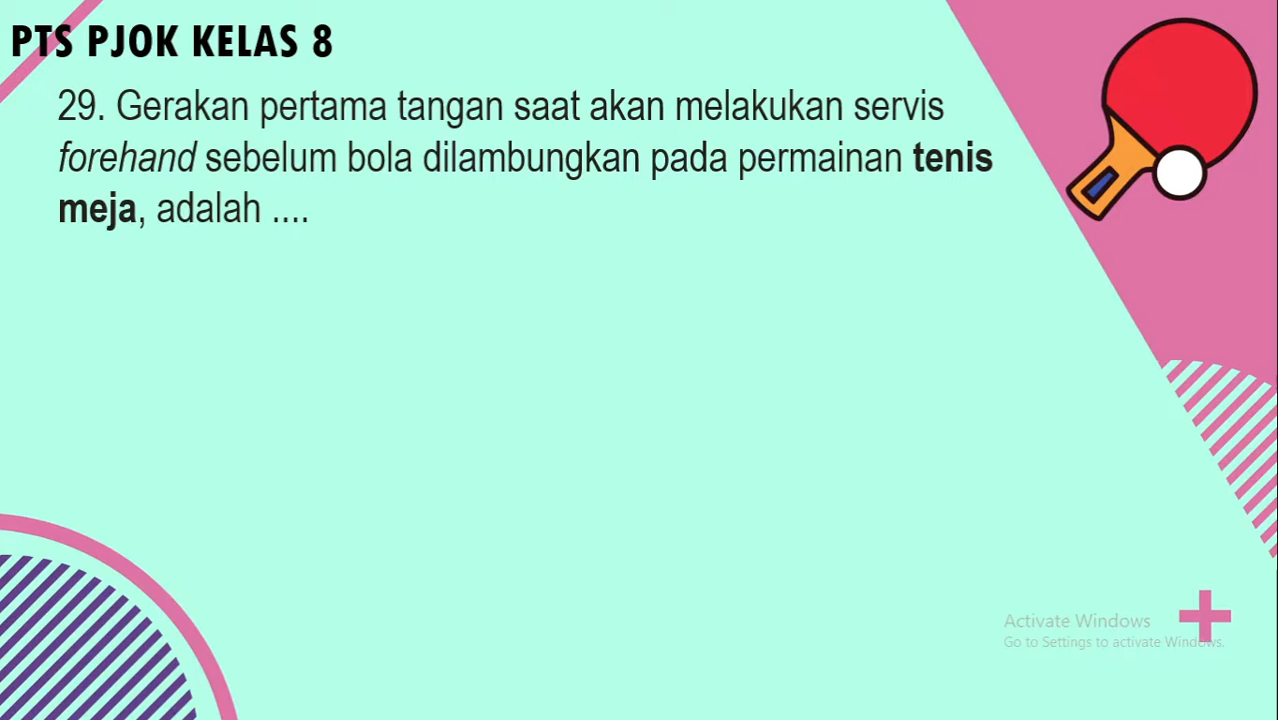 PTS PJOK KELAS 8
29. Gerakan pertama tangan saat akan melakukan servis
forehand sebelum bola dilambungkan pada permainan tenis
meja, adalah ....
Activate Windows
Go to Settings to activate Windows.